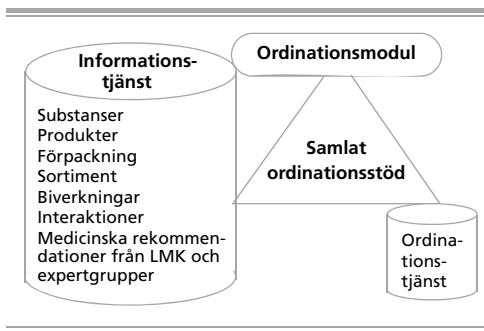 Informations-
tjänst
Substanser
Produkter
Förpackning
Sortiment
Biverkningar
Interaktioner
Medicinska rekommen-
dationer från LMK och
expertgrupper
Ordinationsmodul
Samlat
ordinationsstöd
Ordina-
tions-
tjänst